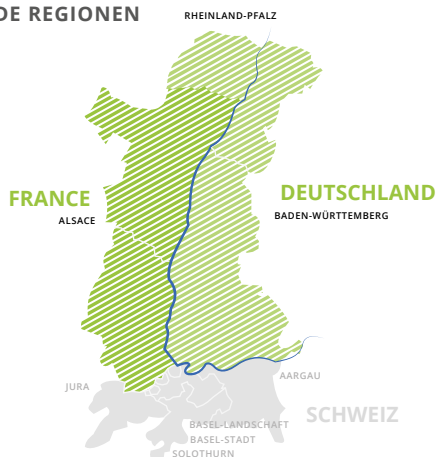 DE REGIONEN
RHEINLAND-PFALZ
FRANCE
DEUTSCHLAND
ALSACE
BADEN-WÜRTTEMBERG
AARGAU
JURA
SCHWEIZ
BASEL-LANDSCHAFT
BASEL-STADT
SOLOTHURN